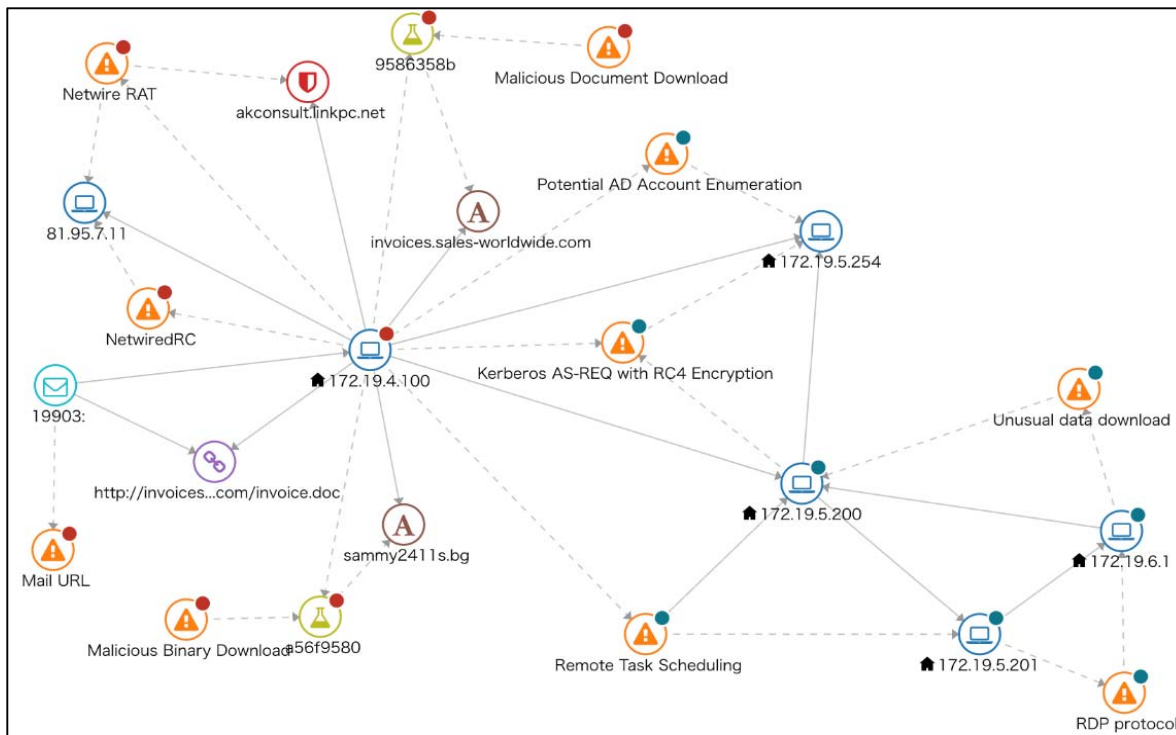 9586358b
Malicious Document Download
Netwire RAT
akconsult.linkpc.net
Potential AD Account Enumeration
81.95.7.11
A
invoices.sales-worldwide.com
172.19.5.254
NetwiredRC
172.19.4.100
Kerberos AS-REQ with RC4 Encryption
19903:
Unusual data download
http://invoices...com/invoice.doc
172.19.5.200
A
sammy2411s.bg
172.19.6.1
Mail URL
Malicious Binary Download
a56f9580
Remote Task Scheduling
172.19.5.201
RDP protocol